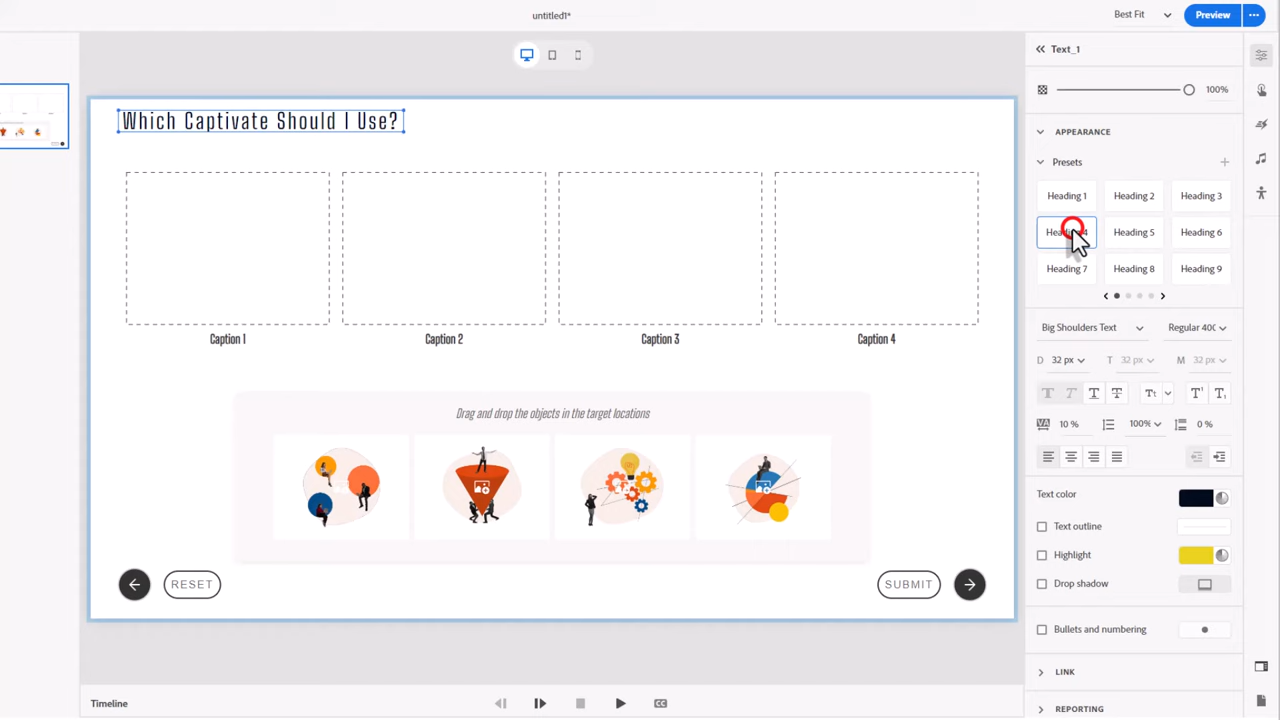 untitled1*
Best Fit
Preview
Text_1
100%
Which Captivate Should I Use?
APPEARANCE
Presets
Heading 1
Heading 2
Heading 3
Heading 5
Heading 6
Heading 7
Heading 8
Heading 9
Big Shoulders Text
Regular 400
D 32 px
T 32 px
M 32 px
10 %
100%
0 %
Caption 1
Caption 2
Caption 3
Caption 4
Drag and drop the objects in the target locations
Text color
Text outline
Highlight
Drop shadow
RESET
SUBMIT
Bullets and numbering
LINK
REPORTING
Timeline
CC